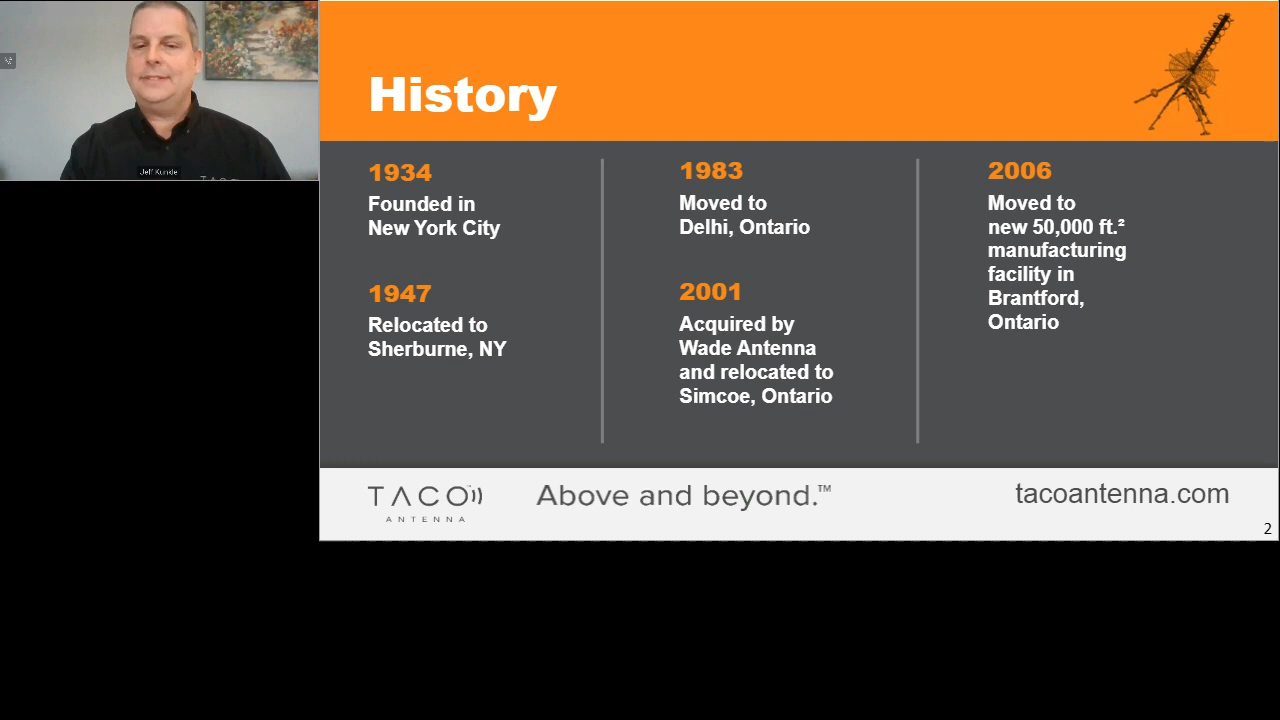 Jeff Kunkle
History
1934
Founded in
New York City
1947
Relocated to
Sherburne, NY
1983
Moved to
Delhi, Ontario
2001
Acquired by
Wade Antenna
and relocated to
Simcoe, Ontario
2006
Moved to
new 50,000 ft.²
manufacturing
facility in
Brantford,
Ontario
TACO
ANTENNA
Above and beyond.™
tacoantenna.com
2